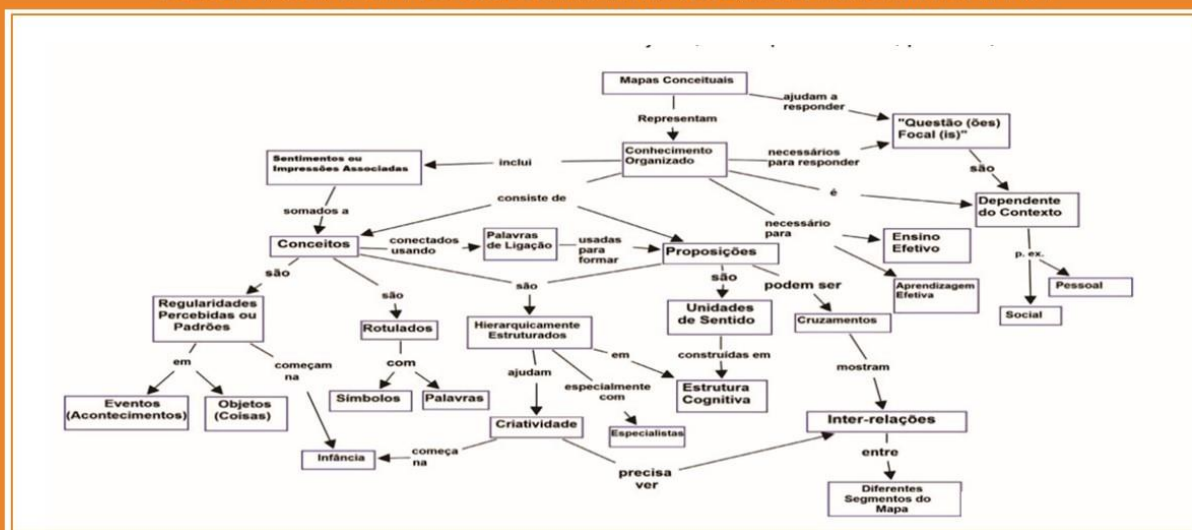 Mapas Conceituais
ajudam a
responder
Representam
"Questão (ões)
Focal (is)"
Sentimentos ou
Impressões Associadas
inclui
Conhecimento
Organizado
necessários
para responder
são
somados a
consiste de
é
Dependente
do Contexto
Conceitos
conectados
usando
Palavras
de Ligação
usadas
para
formar
Proposições
necessário
para
Ensino
Efetivo
p. ex.
são
são
são
são
podem ser
Aprendizagem
Efetiva
Pessoal
Social
Regularidades
Percebidas ou
Padrões
Rotulados
Hierarquicamente
Estruturados
Unidades
de Sentido
Cruzamentos
em
começam
na
com
ajudam
em
construídas em
mostram
especialmente
com
Eventos
(Acontecimentos)
Objetos
(Coisas)
Símbolos
Palavras
Estrutura
Cognitiva
Criatividade
Especialistas
Inter-relações
Infância
começa
na
precisa
ver
entre
Diferentes
Segmentos do
Mapa